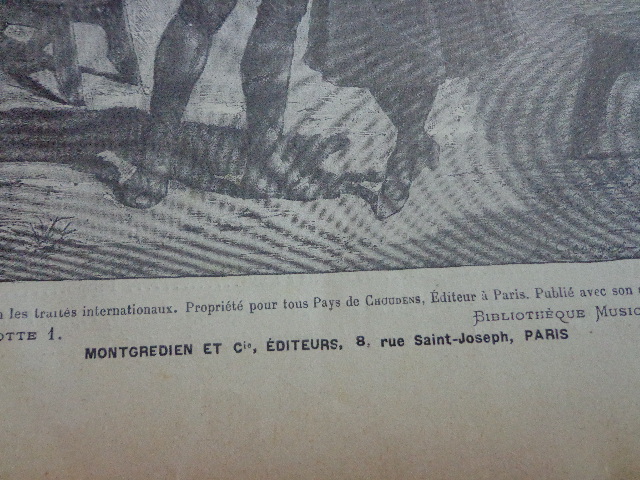 les traités internationaux. Propriété pour tous Pays de CHOUDENS, Éditeur à Paris. Publié avec son
OTTE 1. BIBLIOTHÈQUE MUSIC
MONTGREDIEN ET Cie, ÉDITEURS, 8, rue Saint-Joseph, PARIS